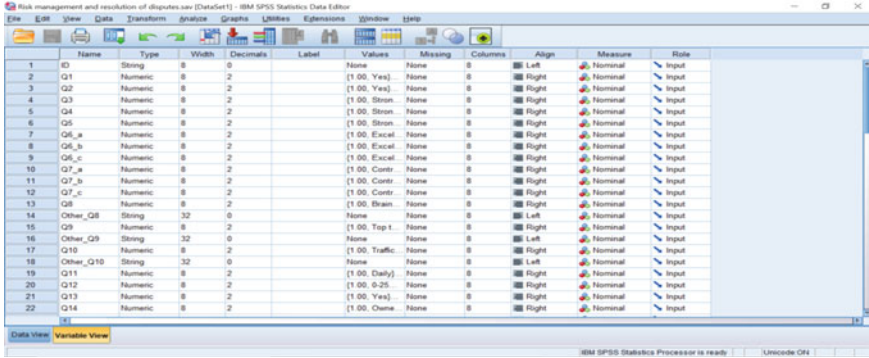 Risk management and resolution of disputes.sav [DataSet1] - IBM SPSS Statistics Data Editor
File Edit View Data Transform Analyze Graphs Utilities Extensions Window Help
Name Type Width Decimals Label Values Missing Columns Align Measure Role
1 ID String 8 0 None None 8 Left Nominal Input
2 Q1 Numeric 8 2 {1.00, Yes}... None 8 Right Nominal Input
3 Q2 Numeric 8 2 {1.00, Yes}... None 8 Right Nominal Input
4 Q3 Numeric 8 2 {1.00, Stron... None 8 Right Nominal Input
5 Q4 Numeric 8 2 {1.00, Stron... None 8 Right Nominal Input
6 Q5 Numeric 8 2 {1.00, Stron... None 8 Right Nominal Input
7 Q6_a Numeric 8 2 {1.00, Excel... None 8 Right Nominal Input
8 Q6_b Numeric 8 2 {1.00, Excel... None 8 Right Nominal Input
9 Q6_c Numeric 8 2 {1.00, Excel... None 8 Right Nominal Input
10 Q7_a Numeric 8 2 {1.00, Contr... None 8 Right Nominal Input
11 Q7_b Numeric 8 2 {1.00, Contr... None 8 Right Nominal Input
12 Q7_c Numeric 8 2 {1.00, Contr... None 8 Right Nominal Input
13 Q8 Numeric 8 2 {1.00, Brain... None 8 Right Nominal Input
14 Other_Q8 String 32 0 None None 8 Left Nominal Input
15 Q9 Numeric 8 2 {1.00, Top t... None 8 Right Nominal Input
16 Other_Q9 String 32 0 None None 8 Left Nominal Input
17 Q10 Numeric 8 2 {1.00, Traffic... None 8 Right Nominal Input
18 Other_Q10 String 32 0 None None 8 Left Nominal Input
19 Q11 Numeric 8 2 {1.00, Daily}... None 8 Right Nominal Input
20 Q12 Numeric 8 2 {1.00, 0-25... None 8 Right Nominal Input
21 Q13 Numeric 8 2 {1.00, Yes}... None 8 Right Nominal Input
22 Q14 Numeric 8 2 {1.00, Owne... None 8 Right Nominal Input
Data View Variable View
IBM SPSS Statistics Processor is ready Unicode:ON